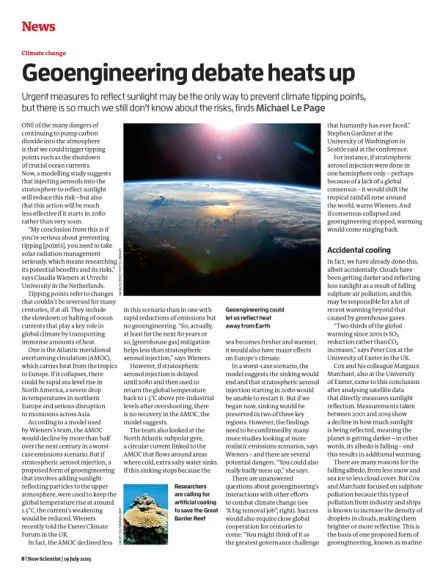 News
Climate change
Geoengineering debate heats up
Urgent measures to reflect sunlight may be the only way to prevent climate tipping points,
but there is so much we still don't know about the risks, finds Michael Le Page
ONE of the many dangers of
continuing to pump carbon
dioxide into the atmosphere
is that we could trigger tipping
points such as the shutdown
of crucial ocean currents.
Now, a modelling study suggests
that injecting aerosols into the
stratosphere to reflect sunlight
will reduce this risk – but also
that this action will be much
less effective if it starts in 2080
rather than very soon.
"My conclusion from this is if
you're serious about preventing
tipping [points], you need to take
solar radiation management
seriously, which means researching
its potential benefits and its risks,"
says Claudia Wieners at Utrecht
University in the Netherlands.
Tipping points refer to changes
that couldn't be reversed for many
centuries, if at all. They include
the slowdown or halting of ocean
currents that play a key role in
global climate by transporting
immense amounts of heat.
One is the Atlantic meridional
overturning circulation (AMOC),
which carries heat from the tropics
to Europe. If it collapses, there
could be rapid sea level rise in
North America, a severe drop
in temperatures in northern
Europe and serious disruption
to monsoons across Asia.
According to a model used
by Wieners's team, the AMOC
would decline by more than half
over the next century in a worst-
case emissions scenario. But if
stratospheric aerosol injection, a
proposed form of geoengineering
that involves adding sunlight-
reflecting particles to the upper
atmosphere, were used to keep the
global temperature rise at around
1.5°C, the current's weakening
would be reduced, Wieners
recently told the Exeter Climate
Forum in the UK.
In fact, the AMOC declined less
in this scenario than in one with
rapid reductions of emissions but
no geoengineering. "So, actually,
at least for the next 80 years or
so, [greenhouse gas] mitigation
helps less than stratospheric
aerosol injection," says Wieners.
However, if stratospheric
aerosol injection is delayed
until 2080 and then used to
return the global temperature
back to 1.5°C above pre-industrial
levels after overshooting, there
is no recovery in the AMOC, the
model suggests.
The team also looked at the
North Atlantic subpolar gyre,
a circular current linked to the
AMOC that flows around areas
where cold, extra salty water sinks.
If this sinking stops because the
Researchers
are calling for
artificial cooling
to save the Great
Barrier Reef
Geoengineering could
let us reflect heat
away from Earth
sea becomes fresher and warmer,
it would also have major effects
on Europe's climate.
In a worst-case scenario, the
model suggests the sinking would
end and that stratospheric aerosol
injection starting in 2080 would
be unable to restart it. But if we
began now, sinking would be
preserved in two of three key
regions. However, the findings
need to be confirmed by many
more studies looking at more
realistic emissions scenarios, says
Wieners – and there are several
potential dangers. "You could also
really badly mess up," she says.
There are unanswered
questions about geoengineering's
interactions with other efforts
to combat climate change (see
"A big removal job", right). Success
would also require close global
cooperation for centuries to
come. "You might think of it as
the greatest governance challenge
that humanity has ever faced,"
Stephen Gardiner at the
University of Washington in
Seattle said at the conference.
For instance, if stratospheric
aerosol injection were done in
one hemisphere only – perhaps
because of a lack of a global
consensus – it would shift the
tropical rainfall zone around
the world, warns Wieners. And
if consensus collapsed and
geoengineering stopped, warming
would come surging back.
Accidental cooling
In fact, we have already done this,
albeit accidentally. Clouds have
been getting darker and reflecting
less sunlight as a result of falling
sulphate air pollution, and this
may be responsible for a lot of
recent warming beyond that
caused by greenhouse gases.
"Two-thirds of the global
warming since 2001 is SO₂
reduction rather than CO₂
increases," says Peter Cox at the
University of Exeter in the UK.
Cox and his colleague Margaux
Marchant, also at the University
of Exeter, came to this conclusion
after analysing satellite data
that directly measures sunlight
reflection. Measurements taken
between 2001 and 2019 show
a decline in how much sunlight
is being reflected, meaning the
planet is getting darker – in other
words, its albedo is falling – and
this results in additional warming.
There are many reasons for the
falling albedo, from less snow and
sea ice to less cloud cover. But Cox
and Marchant focused on sulphate
pollution from industry and ships
pollution because this type of
is known to increase the density of
droplets in clouds, making them
brighter or more reflective. This is
the basis of one proposed form of
geoengineering, known as marine
8 | New Scientist | 19 July 2025